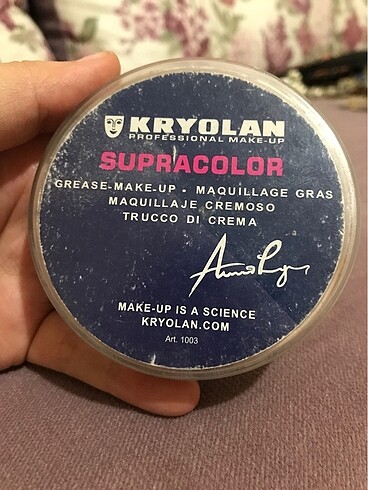 KRYOLAN
PROFESSIONAL MAKE-UP
SUPRACOLOR
GREASE-MAKE-UP - MAQUILLAGE GRAS
MAQUILLAJE CREMOSO
TRUCCO DI CREMA
MAKE-UP IS A SCIENCE
KRYOLAN.COM
Art. 1003